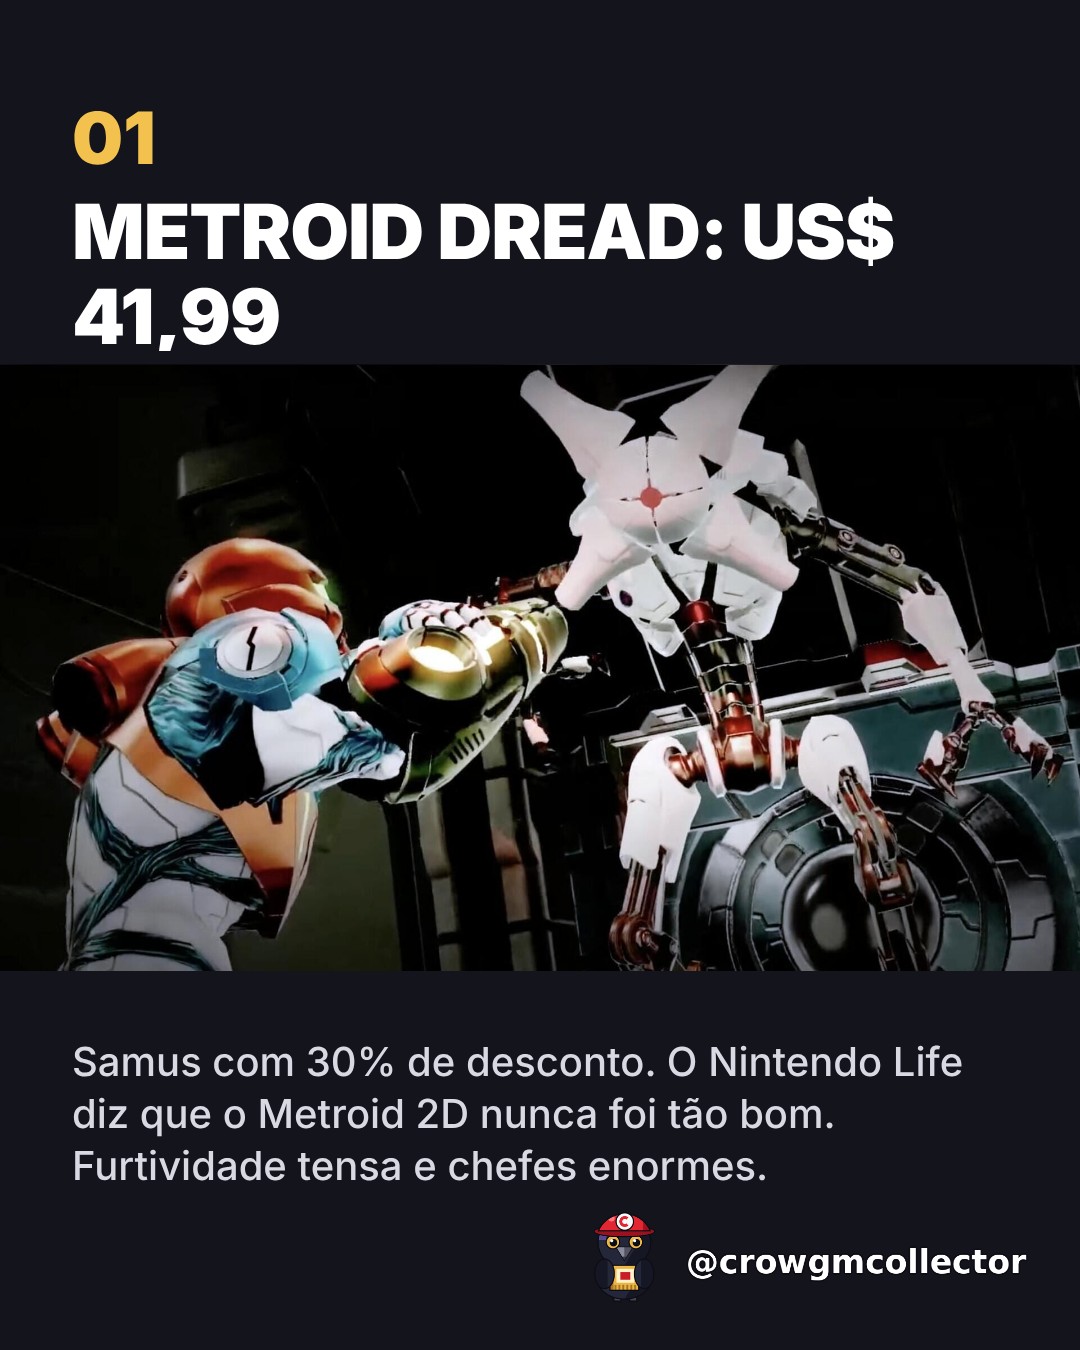 01
METROID DREAD: US$
41,99
Samus com 30% de desconto. O Nintendo Life
diz que o Metroid 2D nunca foi tão bom.
Furtividade tensa e chefes enormes.
C
@crowgmcollector